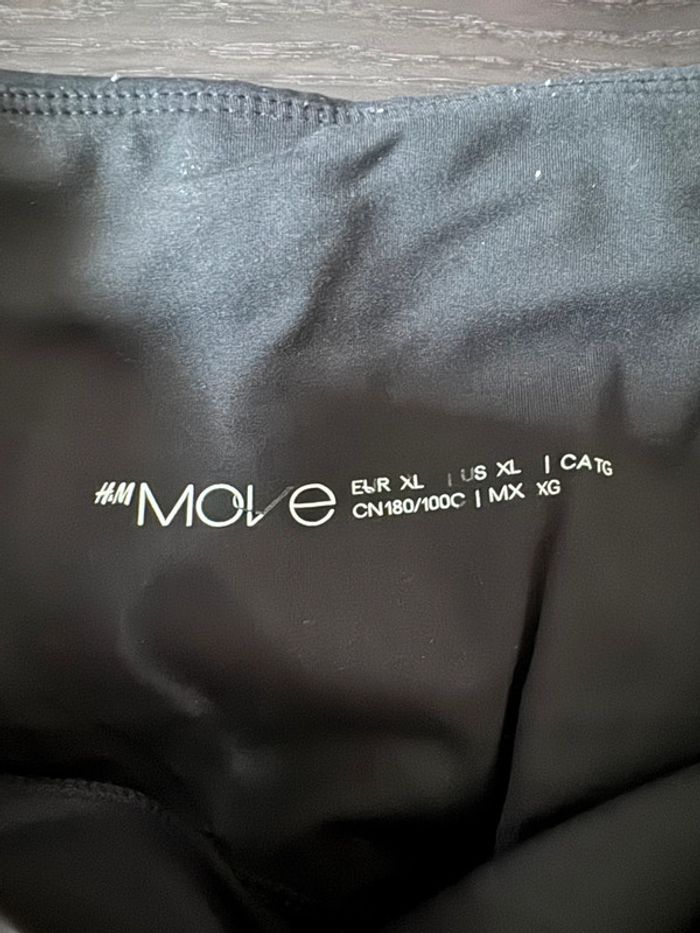 H&M MOVE EUR XL | US XL | CA TG
CN180/100C | MX XG